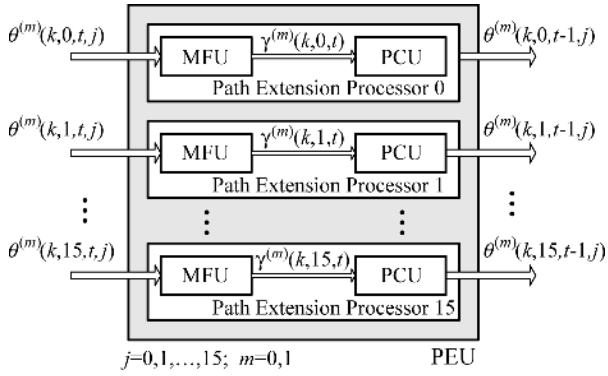 θ⁽ᵐ⁾(k,0,t,j) MFU γ⁽ᵐ⁾(k,0,t) PCU θ⁽ᵐ⁾(k,0,t-1,j)
Path Extension Processor 0
θ⁽ᵐ⁾(k,1,t,j) MFU γ⁽ᵐ⁾(k,1,t) PCU θ⁽ᵐ⁾(k,1,t-1,j)
Path Extension Processor 1
θ⁽ᵐ⁾(k,15,t,j) MFU γ⁽ᵐ⁾(k,15,t) PCU θ⁽ᵐ⁾(k,15,t-1,j)
Path Extension Processor 15
j=0,1,...,15; m=0,1 PEU